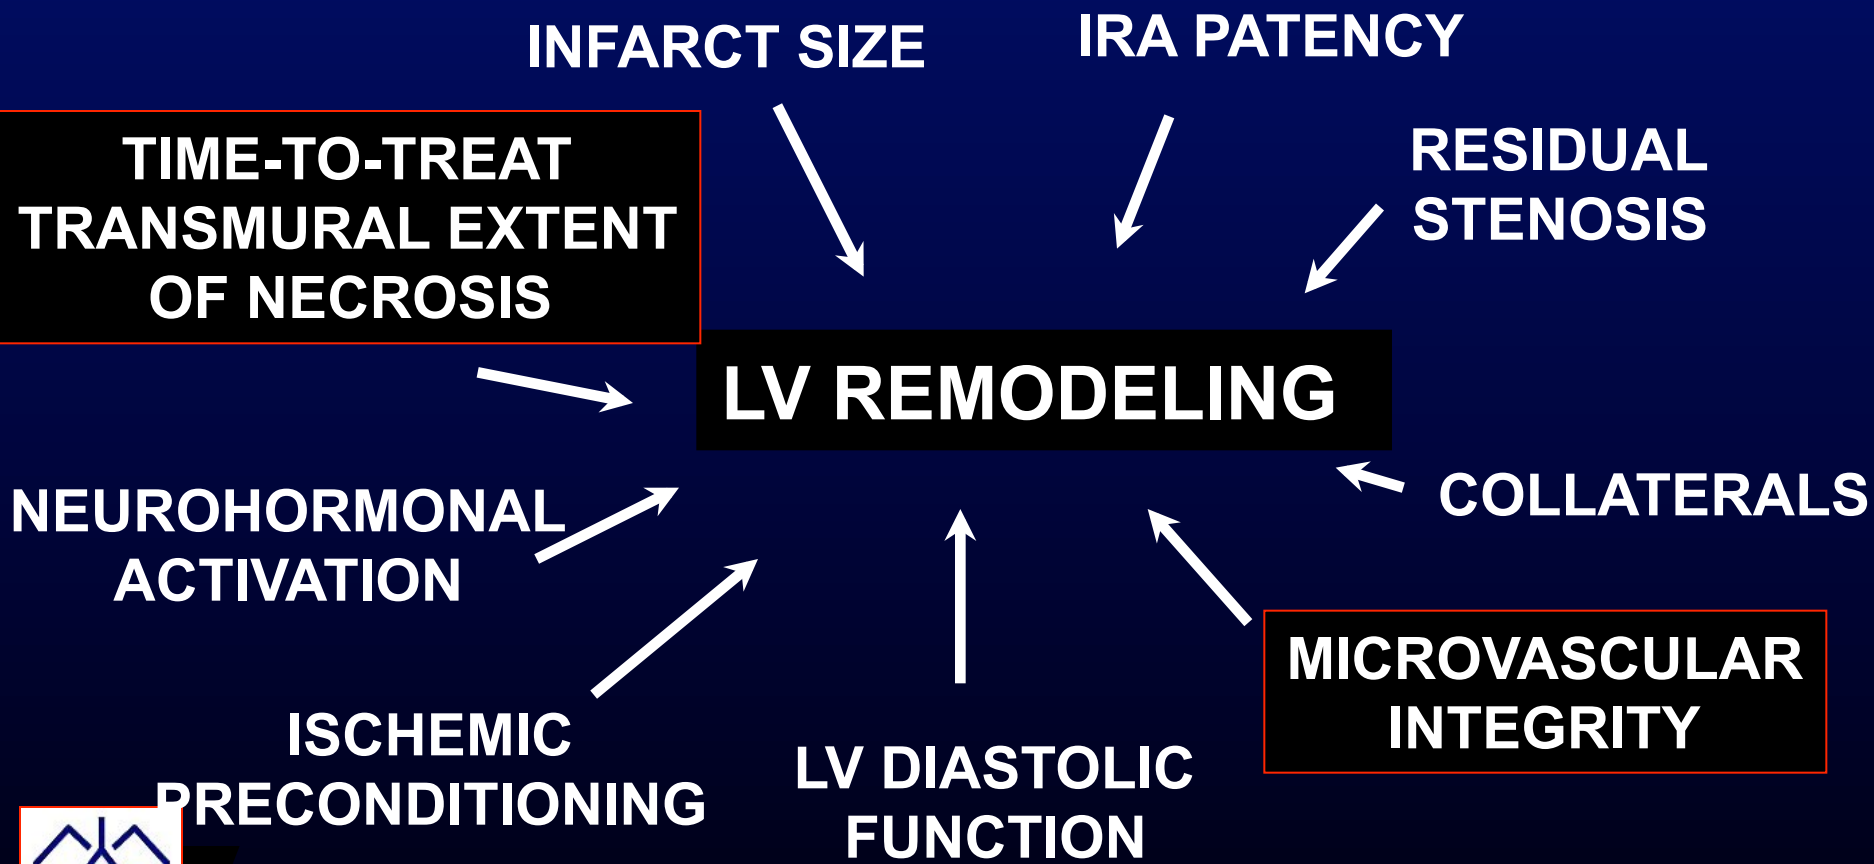 INFARCT SIZE
IRA PATENCY
TIME-TO-TREAT
TRANSMURAL EXTENT
OF NECROSIS
RESIDUAL
STENOSIS
LV REMODELING
NEUROHORMONAL
ACTIVATION
COLLATERALS
ISCHEMIC
PRECONDITIONING
LV DIASTOLIC
FUNCTION
MICROVASCULAR
INTEGRITY